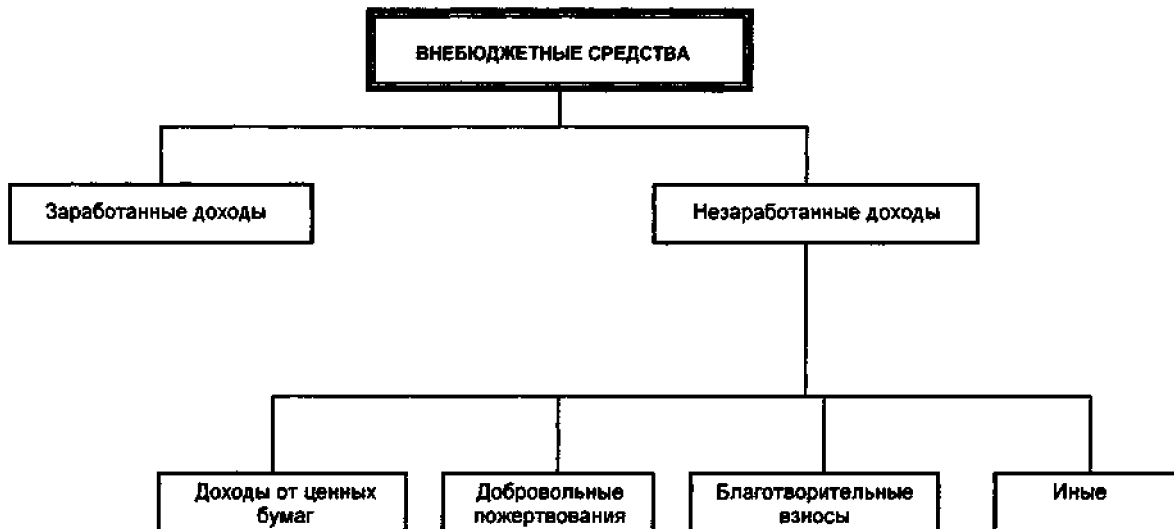 ВНЕБЮДЖЕТНЫЕ СРЕДСТВА
Заработанные доходы
Незаработанные доходы
Доходы от ценных
бумаг
Добровольные
пожертвования
Благотворительные
взносы
Иные